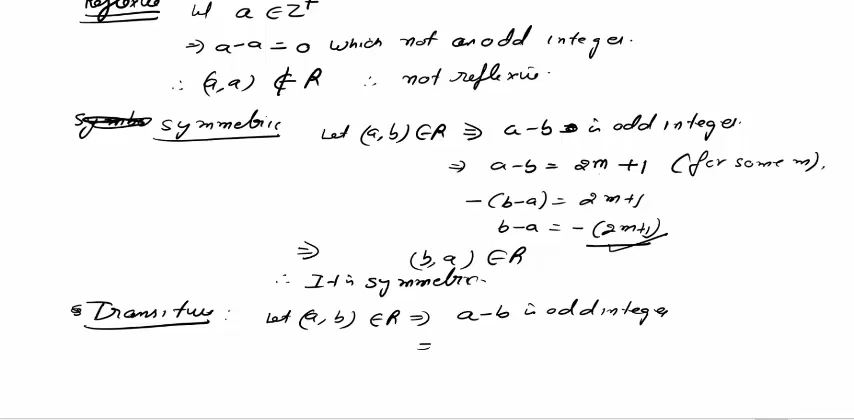 Reflexive Let a ∈ Z⁺
⇒ a-a = 0 which not an odd integer.
∴ (a, a) ∉ R ∴ not reflexive.
symmetric Let (a, b) ∈ R ⇒ a-b is odd integer.
⇒ a-b = 2m+1 (for some m).
-(b-a) = 2m+1
b-a = -(2m+1)
⇒ (b, a) ∈ R
∴ It is symmetric.
Transitive : Let (a, b) ∈ R ⇒ a-b is odd integer
=